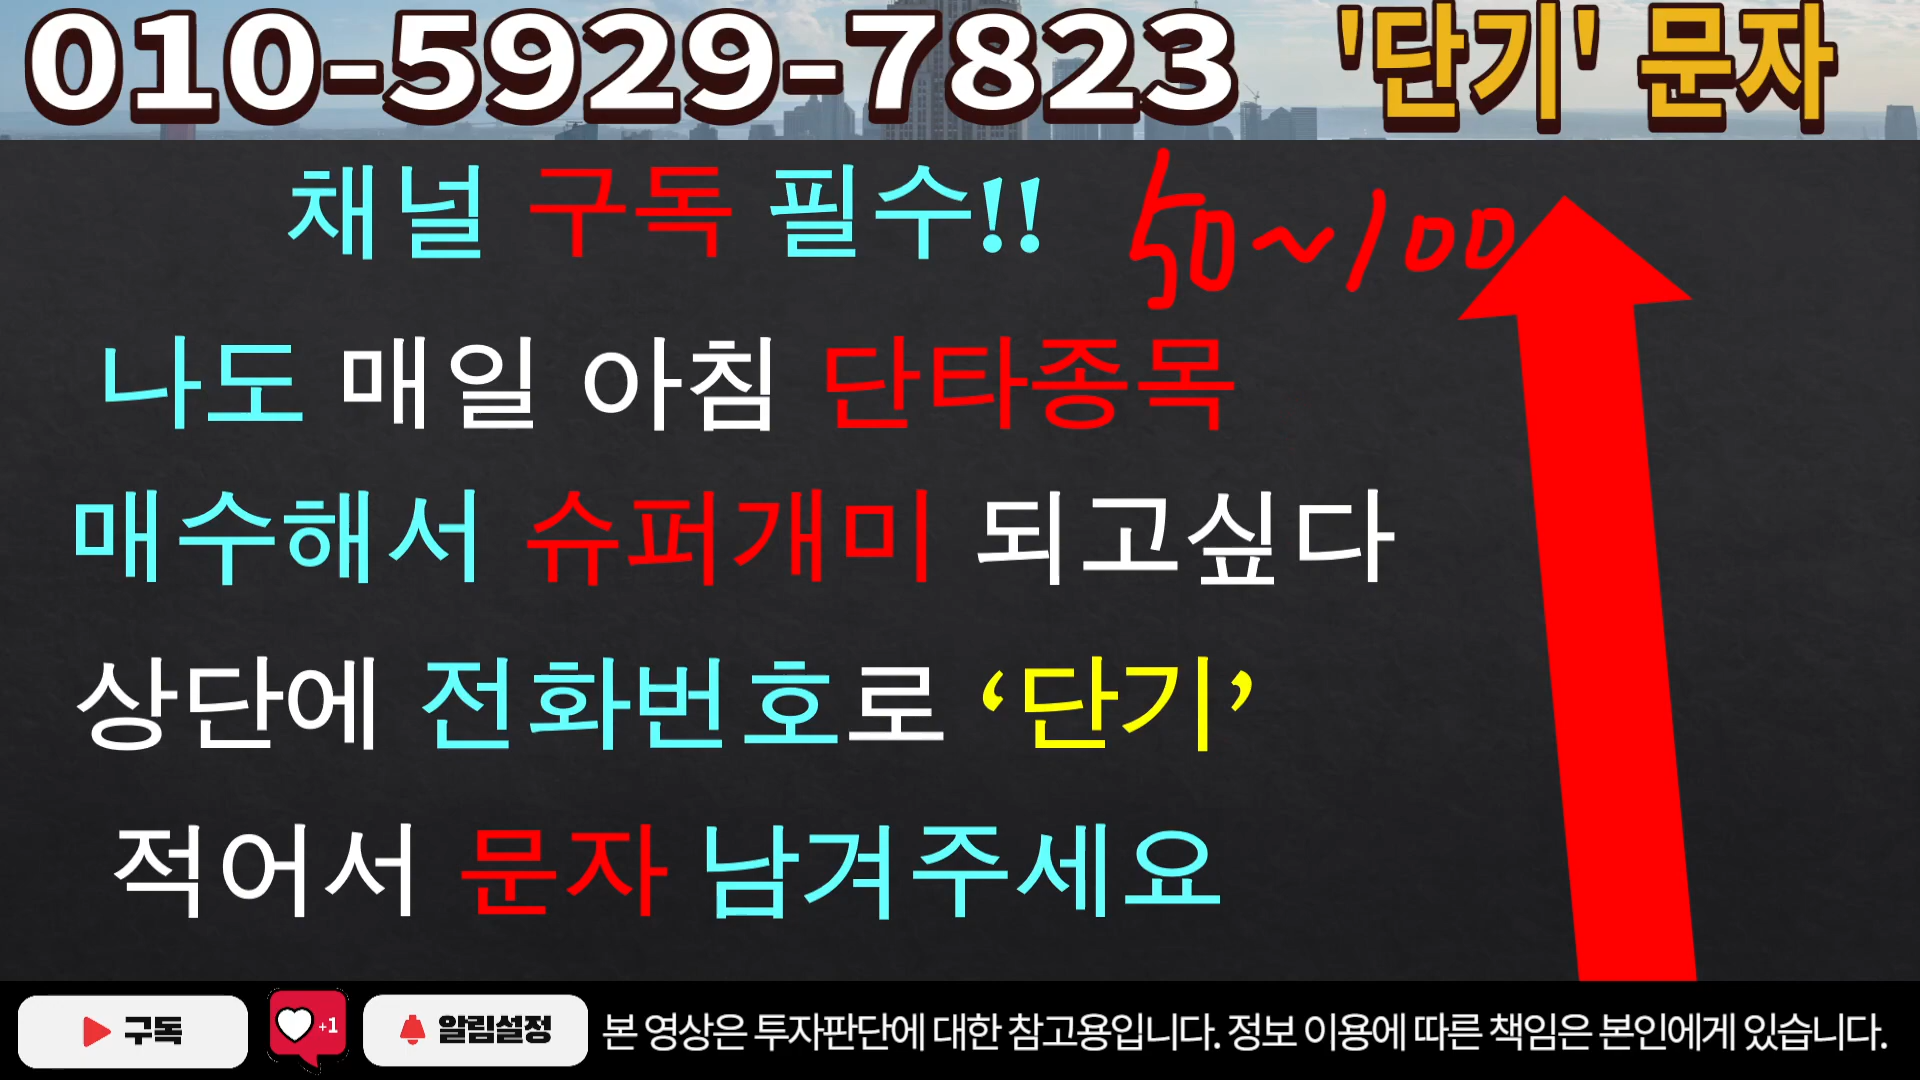 010-5929-7823 '단기' 문자
채널 구독 필수!! 50~100
나도 매일 아침 단타종목
매수해서 슈퍼개미 되고싶다
상단에 전화번호로 ‘단기’
적어서 문자 남겨주세요
구독 +1 알림설정 본 영상은 투자판단에 대한 참고용입니다. 정보 이용에 따른 책임은 본인에게 있습니다.